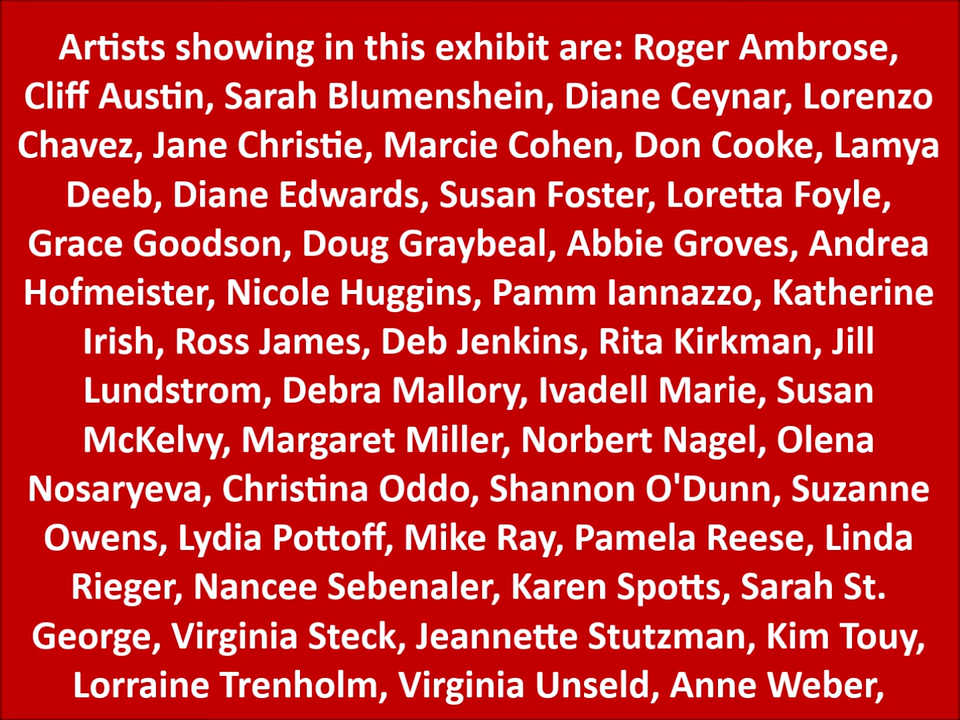 Artists showing in this exhibit are: Roger Ambrose,
Cliff Austin, Sarah Blumenshein, Diane Ceynar, Lorenzo
Chavez, Jane Christie, Marcie Cohen, Don Cooke, Lamya
Deeb, Diane Edwards, Susan Foster, Loretta Foyle,
Grace Goodson, Doug Graybeal, Abbie Groves, Andrea
Hofmeister, Nicole Huggins, Pamm Iannazzo, Katherine
Irish, Ross James, Deb Jenkins, Rita Kirkman, Jill
Lundstrom, Debra Mallory, Ivadell Marie, Susan
McKelvy, Margaret Miller, Norbert Nagel, Olena
Nosaryeva, Christina Oddo, Shannon O'Dunn, Suzanne
Owens, Lydia Pottoff, Mike Ray, Pamela Reese, Linda
Rieger, Nancee Sebenaler, Karen Spotts, Sarah St.
George, Virginia Steck, Jeannette Stutzman, Kim Touy,
Lorraine Trenholm, Virginia Unseld, Anne Weber,